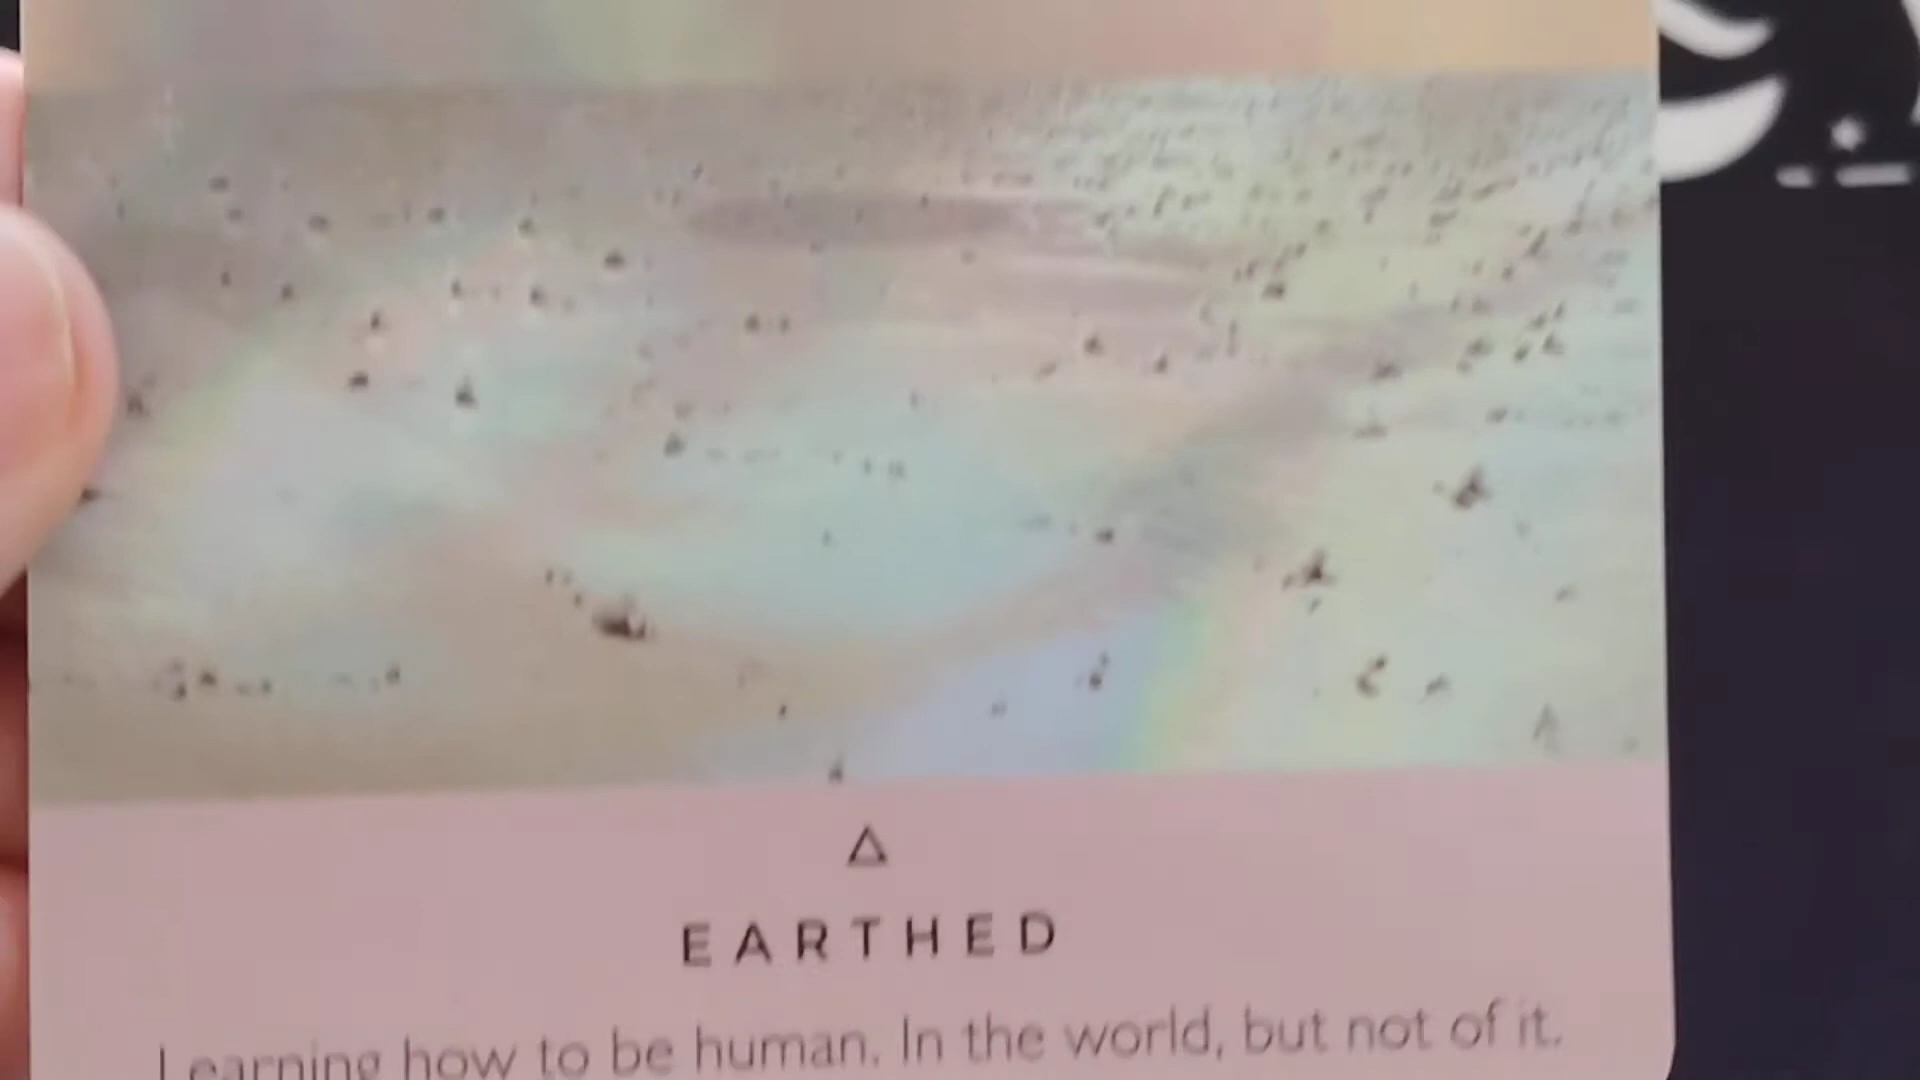 EARTHED
Learning how to be human. In the world, but not of it.